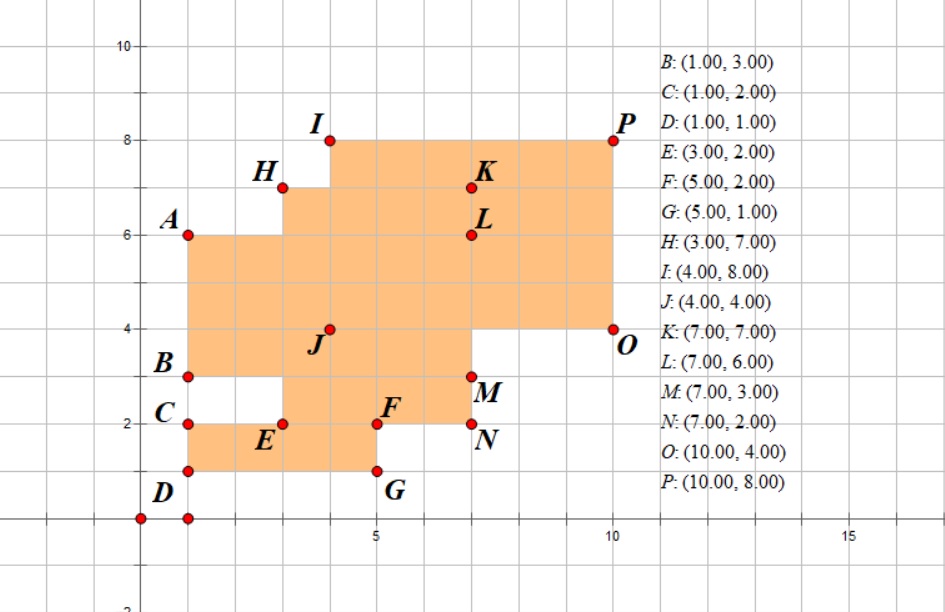 10
I
P
B: (1.00, 3.00)
C: (1.00, 2.00)
D: (1.00, 1.00)
E: (3.00, 2.00)
F: (5.00, 2.00)
G: (5.00, 1.00)
H: (3.00, 7.00)
I: (4.00, 8.00)
J: (4.00, 4.00)
K: (7.00, 7.00)
L: (7.00, 6.00)
M: (7.00, 3.00)
N: (7.00, 2.00)
O: (10.00, 4.00)
P: (10.00, 8.00)
8
H
K
A
L
6
4
J
O
B
M
C
F
2
E
N
D
G
5
10
15